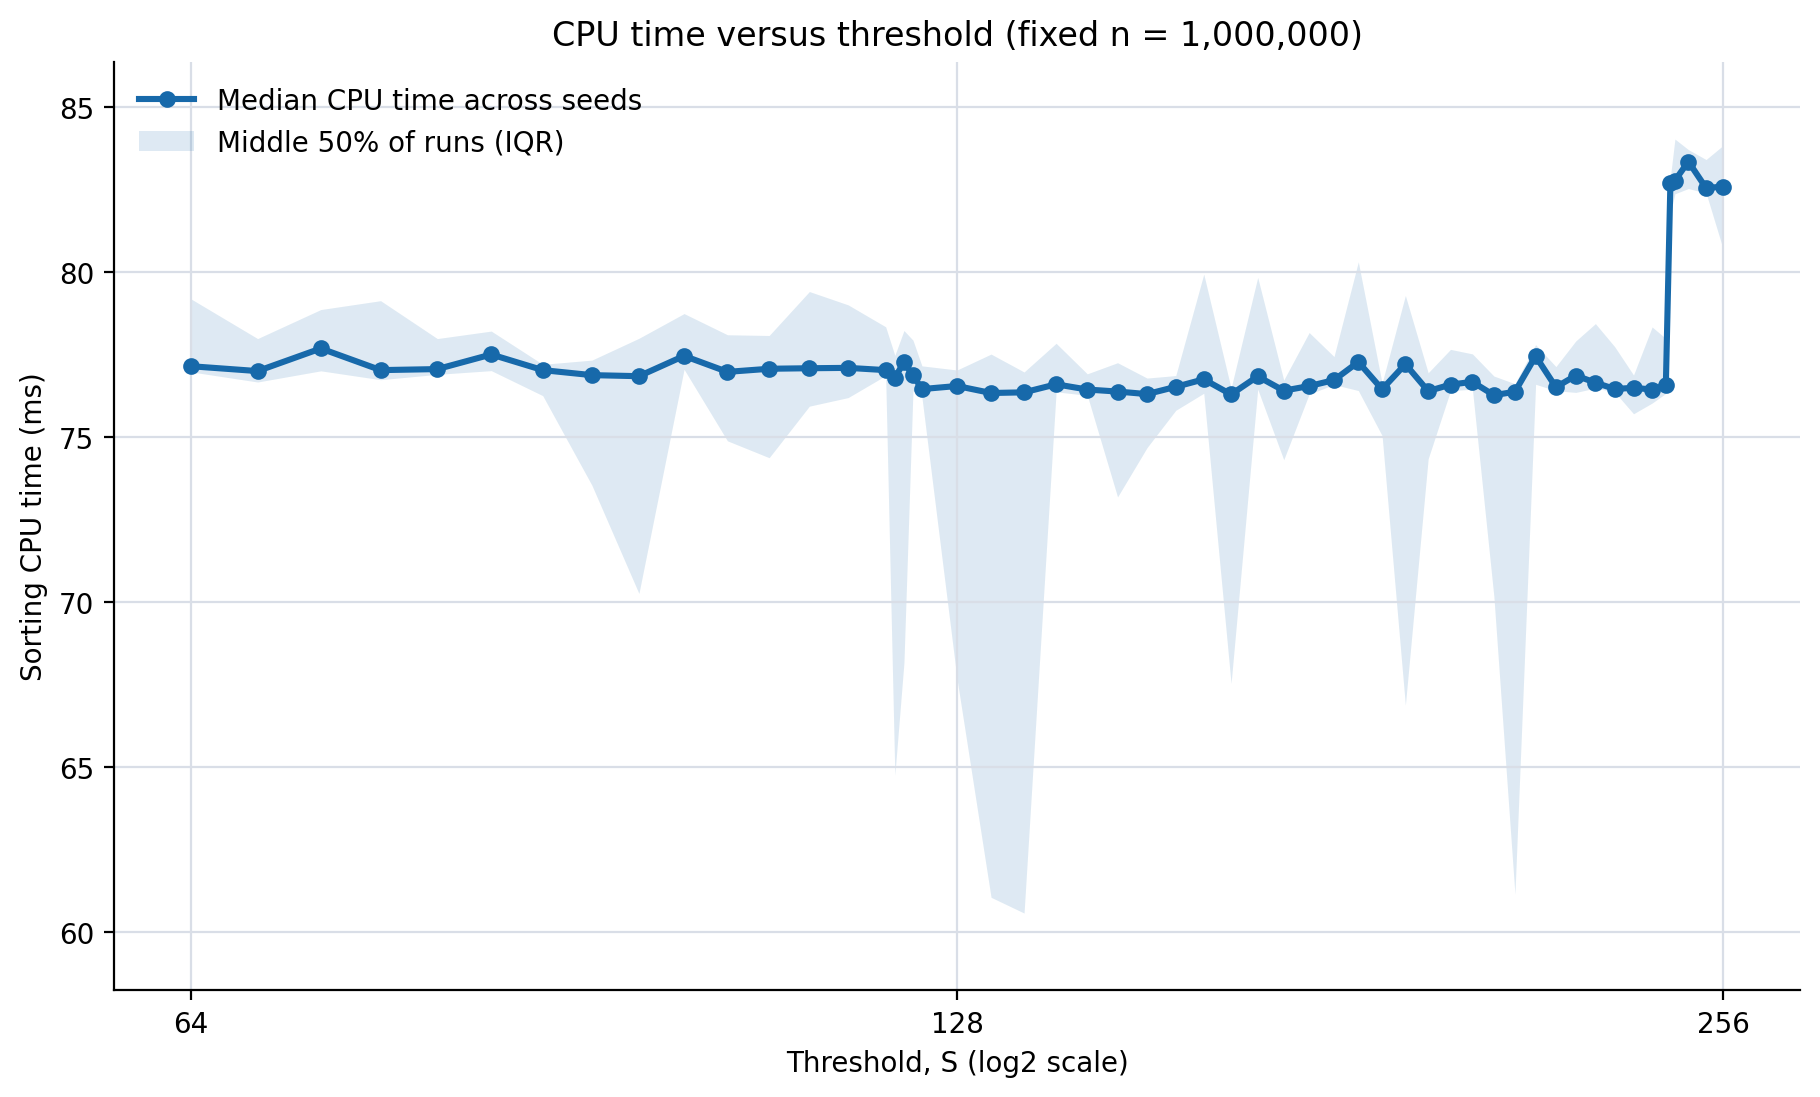 CPU time versus threshold (fixed n = 1,000,000)
Median CPU time across seeds
Middle 50% of runs (IQR)
Sorting CPU time (ms)
85
80
75
70
65
60
64
128
256
Threshold, S (log2 scale)